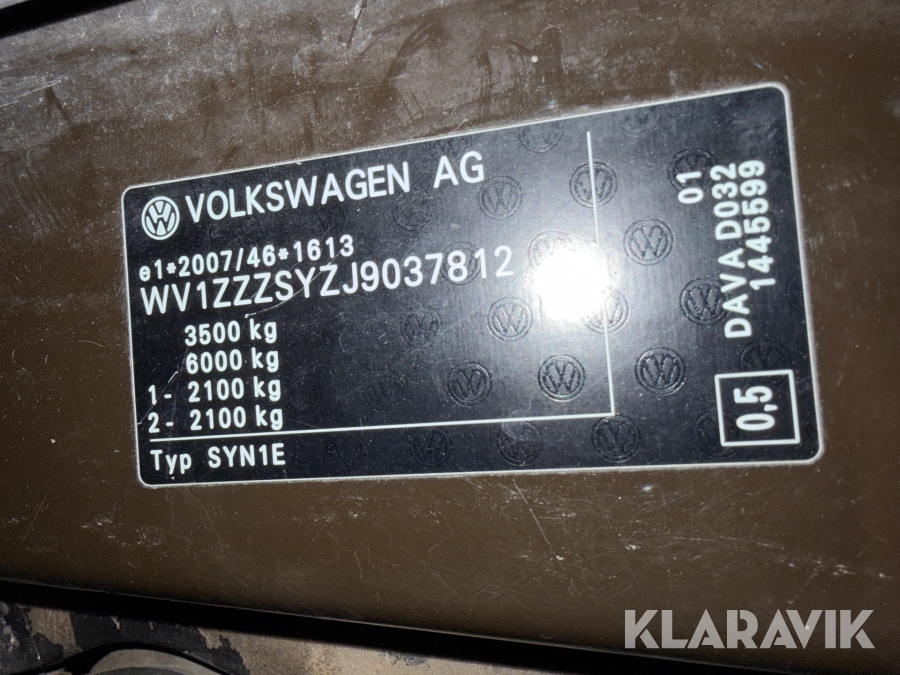 VOLKSWAGEN AG
e1*2007/46*1613
WV1ZZZSYZJ9037812
3500 kg
6000 kg
1- 2100 kg
2- 2100 kg
Typ SYN1E
01
DAVA D032
1445599
0,5
KLARAVIK